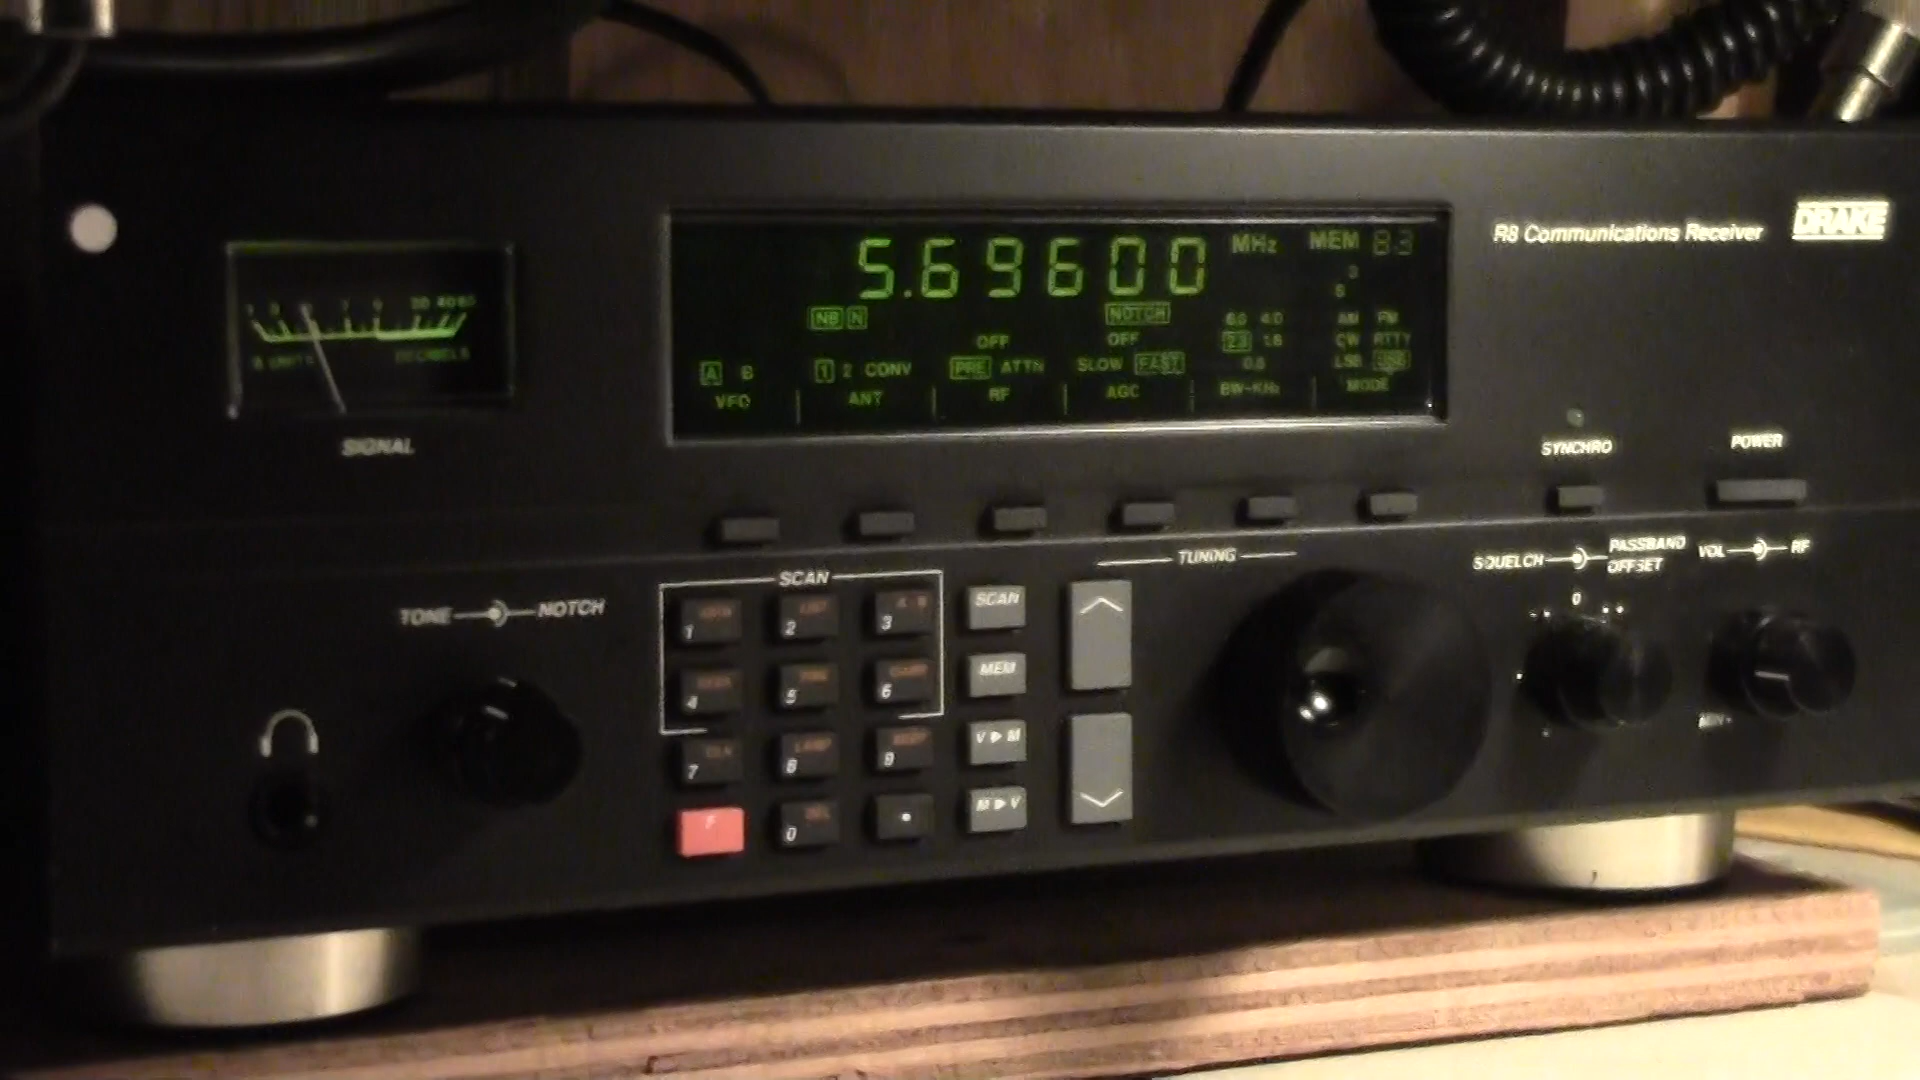 R8 Communications Receiver DRAKE
5.69600 MHz MEM 83
NB N NOTCH
6.0 4.0 AM FM
OFF OFF 2.3 1.8 CW RTTY
A B 1 2 CONV PRE ATTN SLOW FAST LSB USB
VFO ANT RF AGC BW-KHz MODE
DECIBELS
SIGNAL
SYNCHRO POWER
TUNING
SQUELCH PASSBAND OFFSET VOL RF
0
TONE NOTCH
SCAN
1 2 3 SCAN
4 5 6 MEM
7 8 9 V▶M
F 0 . M▶V